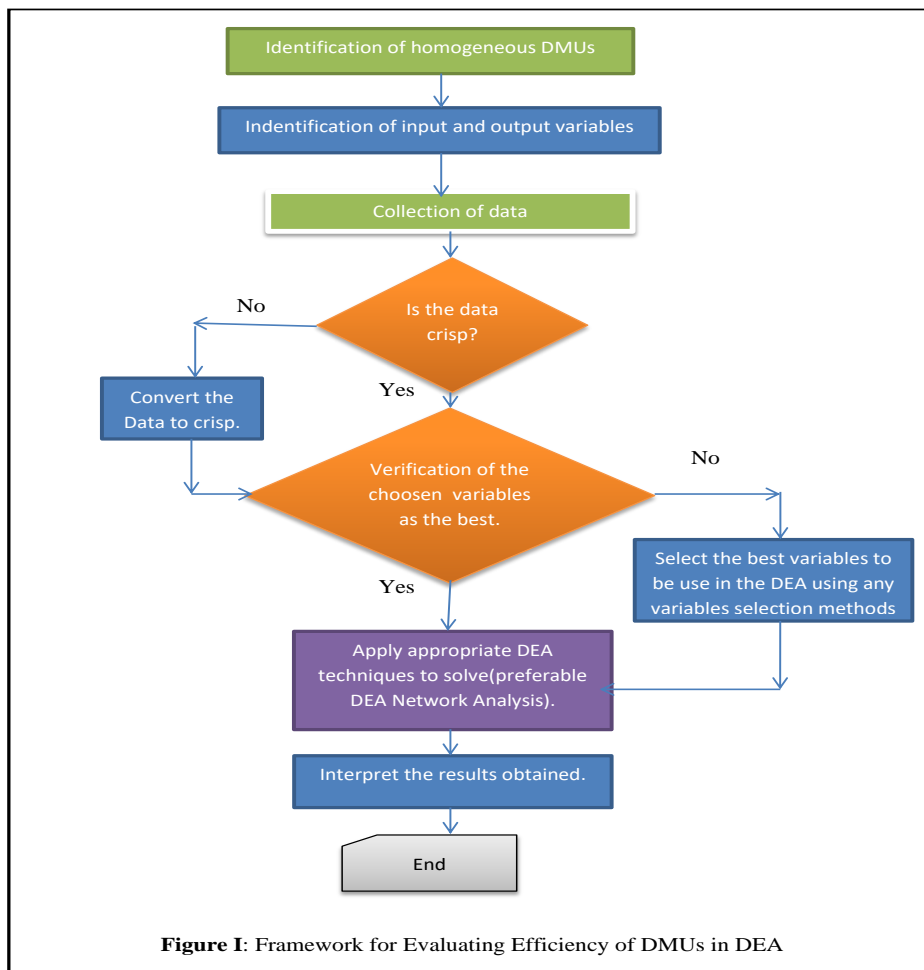 Identification of homogeneous DMUs
Indentification of input and output variables
Collection of data
Is the data
crisp?
No
Yes
Convert the
Data to crisp.
Verification of the
choosen variables
as the best.
No
Yes
Select the best variables to
be use in the DEA using any
variables selection methods
Apply appropriate DEA
techniques to solve(preferable
DEA Network Analysis).
Interpret the results obtained.
End
Figure I: Framework for Evaluating Efficiency of DMUs in DEA